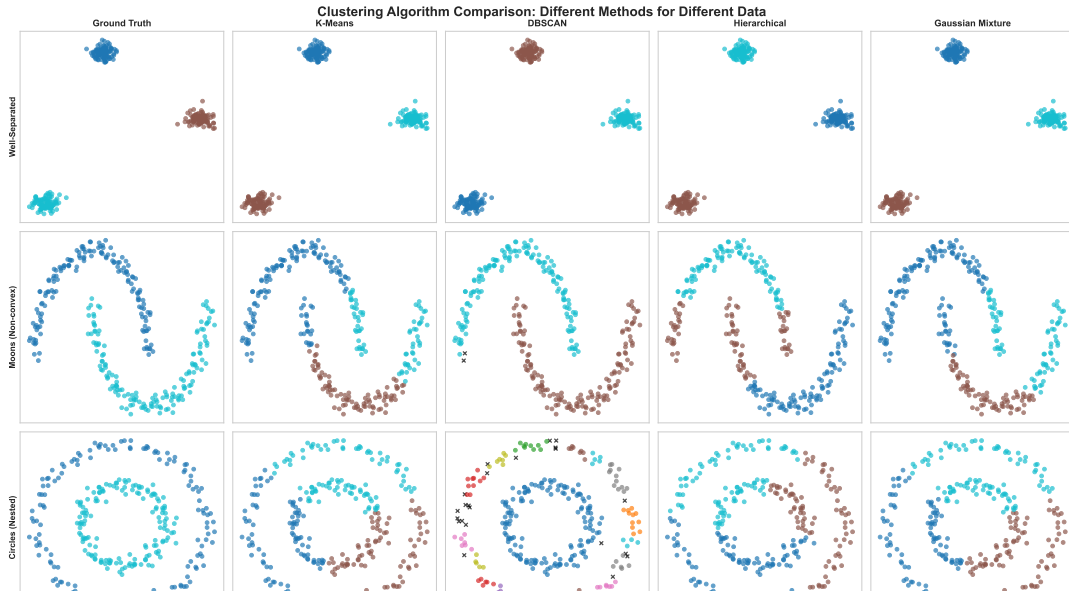 Clustering Algorithm Comparison: Different Methods for Different Data
Ground Truth
K-Means
DBSCAN
Hierarchical
Gaussian Mixture
Well-Separated
Moons (Non-convex)
Circles (Nested)